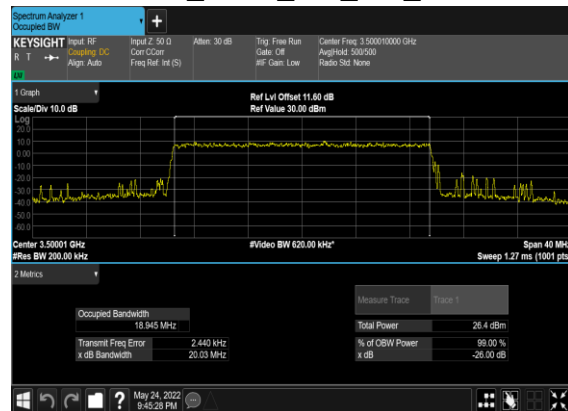 Spectrum Analyzer 1
Occupied BW
+
KEYSIGHT Input: RF Input Z: 50 Ω Atten: 30 dB Trig: Free Run Center Freq: 3.500010000 GHz
R T Coupling: DC Corr CCorr Gate: Off Avg|Hold: 500/500
Align: Auto Freq Ref: Int (S) #IF Gain: Low Radio Std: None
1 Graph
Ref Lvl Offset 11.60 dB
Scale/Div 10.0 dB Ref Value 30.00 dBm
Log
20.0
10.0
0.00
-10.0
-20.0
-30.0
-40.0
-50.0
-60.0
Center 3.50001 GHz #Video BW 620.00 kHz* Span 40 MHz
#Res BW 200.00 kHz Sweep 1.27 ms (1001 pts)
2 Metrics
Measure Trace Trace 1
Occupied Bandwidth
18.945 MHz Total Power 26.4 dBm
Transmit Freq Error 2.440 kHz % of OBW Power 99.00 %
x dB Bandwidth 20.03 MHz x dB -26.00 dB
? May 24, 2022
9:45:28 PM